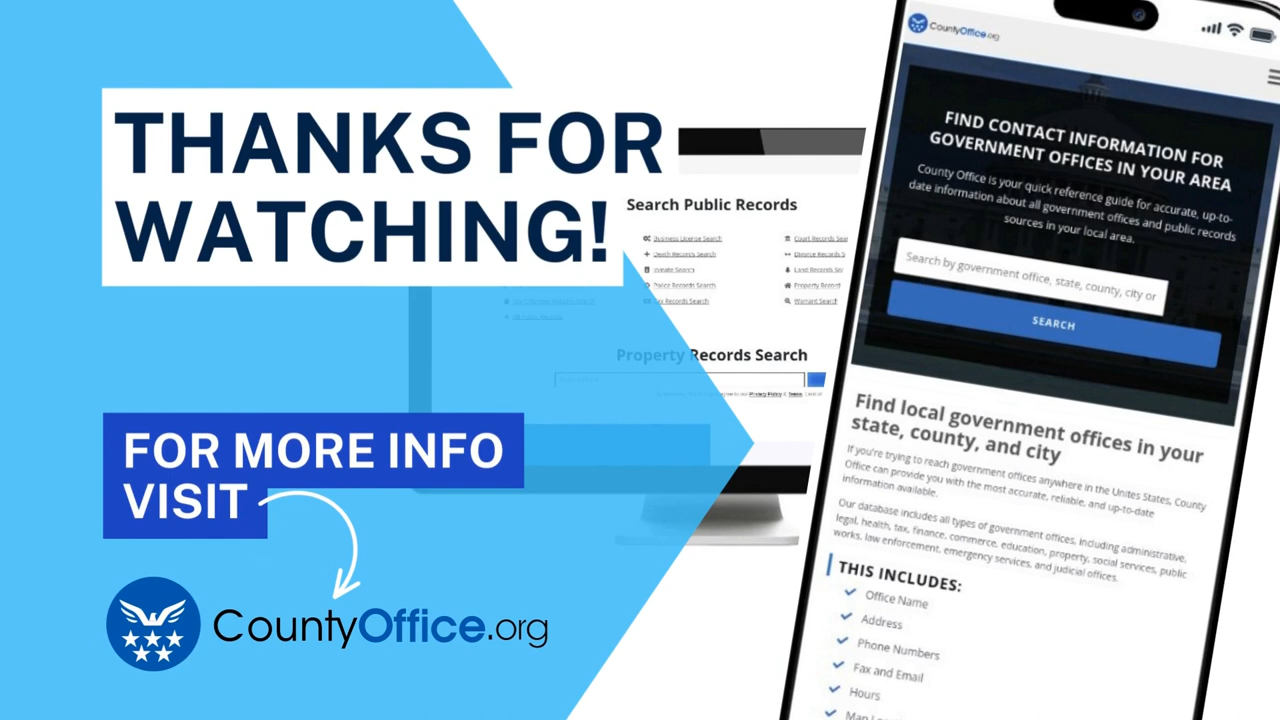 THANKS FOR
WATCHING!
FOR MORE INFO
VISIT
CountyOffice.org
Search Public Records
Business License Search
Death Records Search
Inmate Search
Police Records Search
Tax Records Search
Court Records Sear
Divorce Records S
Land Records Se
Property Record
Warrant Search
Property Records Search
Privacy Policy & Terms
CountyOffice.org
FIND CONTACT INFORMATION FOR
GOVERNMENT OFFICES IN YOUR AREA
County Office is your quick reference guide for accurate, up-to-
date information about all government offices and public records
sources in your local area.
Search by government office, state, county, city or
SEARCH
Find local government offices in your
state, county, and city
If you're trying to reach government offices anywhere in the Unites States, County
Office can provide you with the most accurate, reliable, and up-to-date
information available.
Our database includes all types of government offices, including administrative,
legal, health, tax, finance, commerce, education, property, social services, public
works, law enforcement, emergency services, and judicial offices.
THIS INCLUDES:
Office Name
Address
Phone Numbers
Fax and Email
Hours